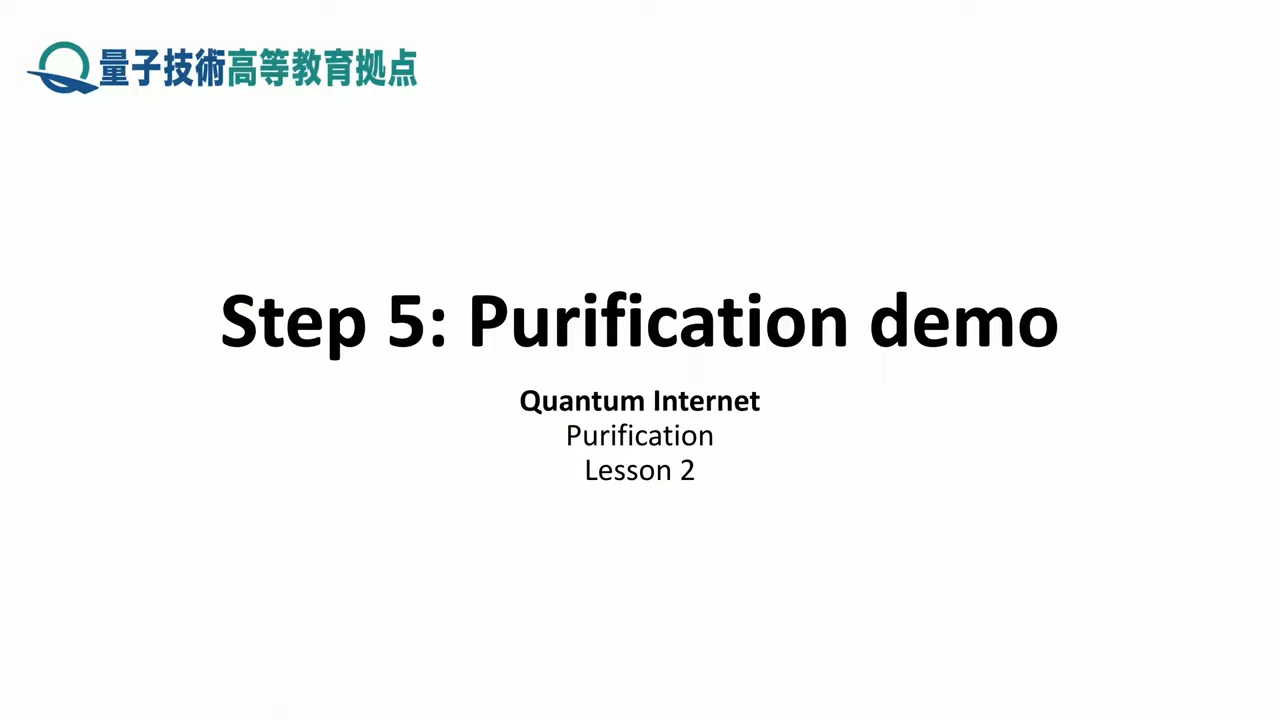 量子技術高等教育拠点
Step 5: Purification demo
Quantum Internet
Purification
Lesson 2